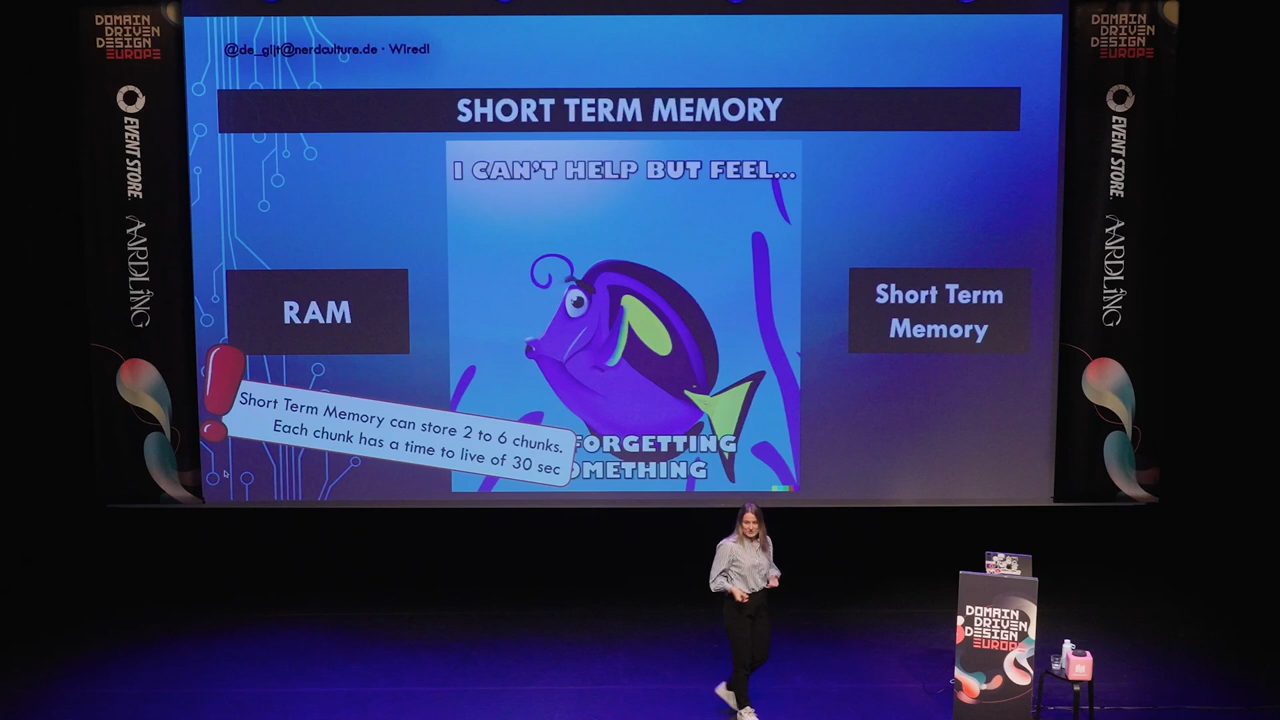 DOMAIN
DRIVEN
DESIGN
EUROPE
EVENT STORE.
AARDLING
@de_gljt@nerdculture.de · Wired!
SHORT TERM MEMORY
I CAN'T HELP BUT FEEL...
RAM
Short Term
Memory
Short Term Memory can store 2 to 6 chunks.
Each chunk has a time to live of 30 sec
FORGETTING
OMETHING
DOMAIN
DRIVEN
DESIGN
EUROPE
EVENT STORE.
AARDLING
DOMAIN
DRIVEN
DESIGN
EUROPE